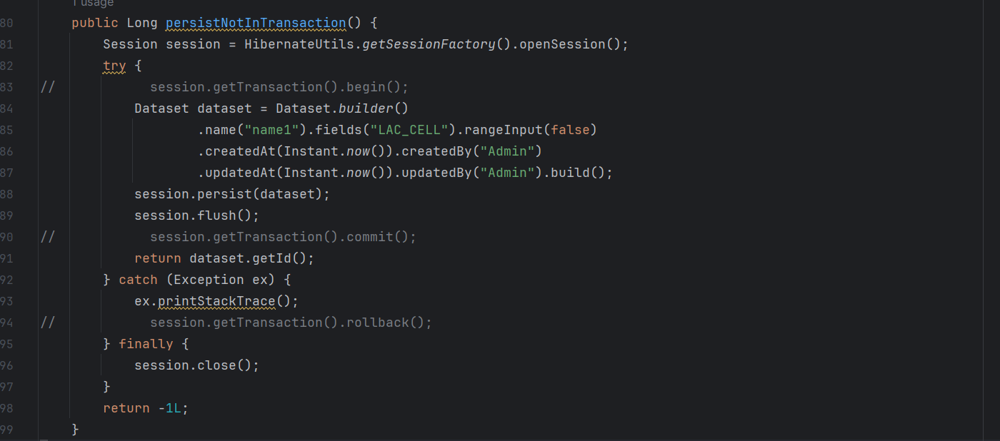 1 usage
80 public Long persistNotInTransaction() {
81 Session session = HibernateUtils.getSessionFactory().openSession();
82 try {
83 // session.getTransaction().begin();
84 Dataset dataset = Dataset.builder()
85 .name("name1").fields("LAC_CELL").rangeInput(false)
86 .createdAt(Instant.now()).createdBy("Admin")
87 .updatedAt(Instant.now()).updatedBy("Admin").build();
88 session.persist(dataset);
89 session.flush();
90 // session.getTransaction().commit();
91 return dataset.getId();
92 } catch (Exception ex) {
93 ex.printStackTrace();
94 // session.getTransaction().rollback();
95 } finally {
96 session.close();
97 }
98 return -1L;
99 }